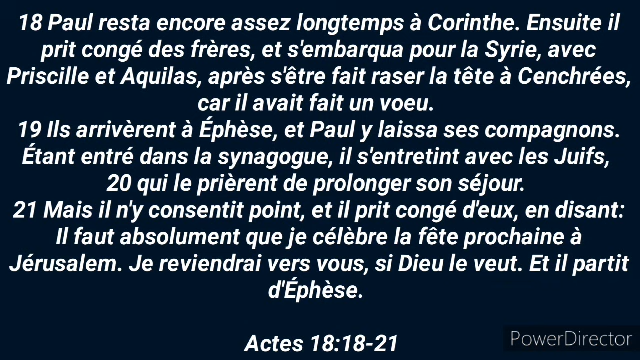 18 Paul resta encore assez longtemps à Corinthe. Ensuite il
prit congé des frères, et s'embarqua pour la Syrie, avec
Priscille et Aquilas, après s'être fait raser la tête à Cenchrées,
car il avait fait un voeu.
19 Ils arrivèrent à Éphèse, et Paul y laissa ses compagnons.
Étant entré dans la synagogue, il s'entretint avec les Juifs,
20 qui le prièrent de prolonger son séjour.
21 Mais il n'y consentit point, et il prit congé d'eux, en disant:
Il faut absolument que je célèbre la fête prochaine à
Jérusalem. Je reviendrai vers vous, si Dieu le veut. Et il partit
d'Éphèse.
Actes 18:18-21
PowerDirector